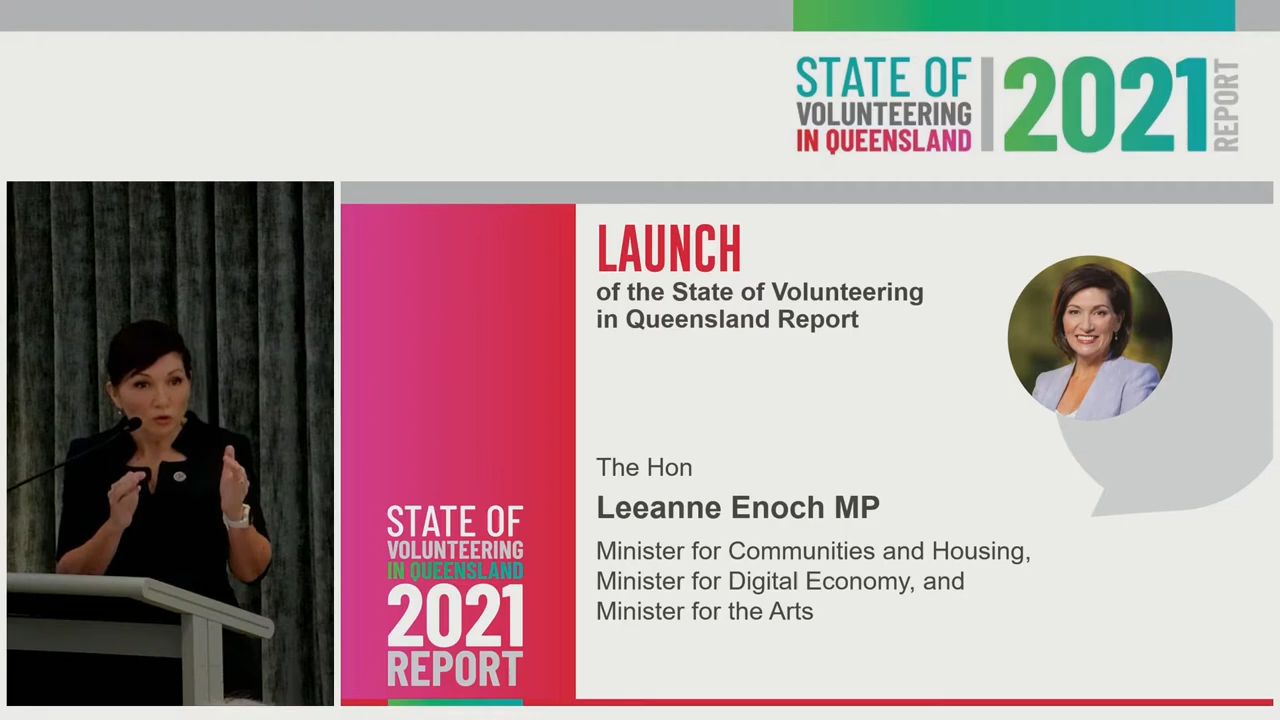 STATE OF
VOLUNTEERING
IN QUEENSLAND
2021
REPORT
LAUNCH
of the State of Volunteering
in Queensland Report
The Hon
Leeanne Enoch MP
Minister for Communities and Housing,
Minister for Digital Economy, and
Minister for the Arts
STATE OF
VOLUNTEERING
IN QUEENSLAND
2021
REPORT